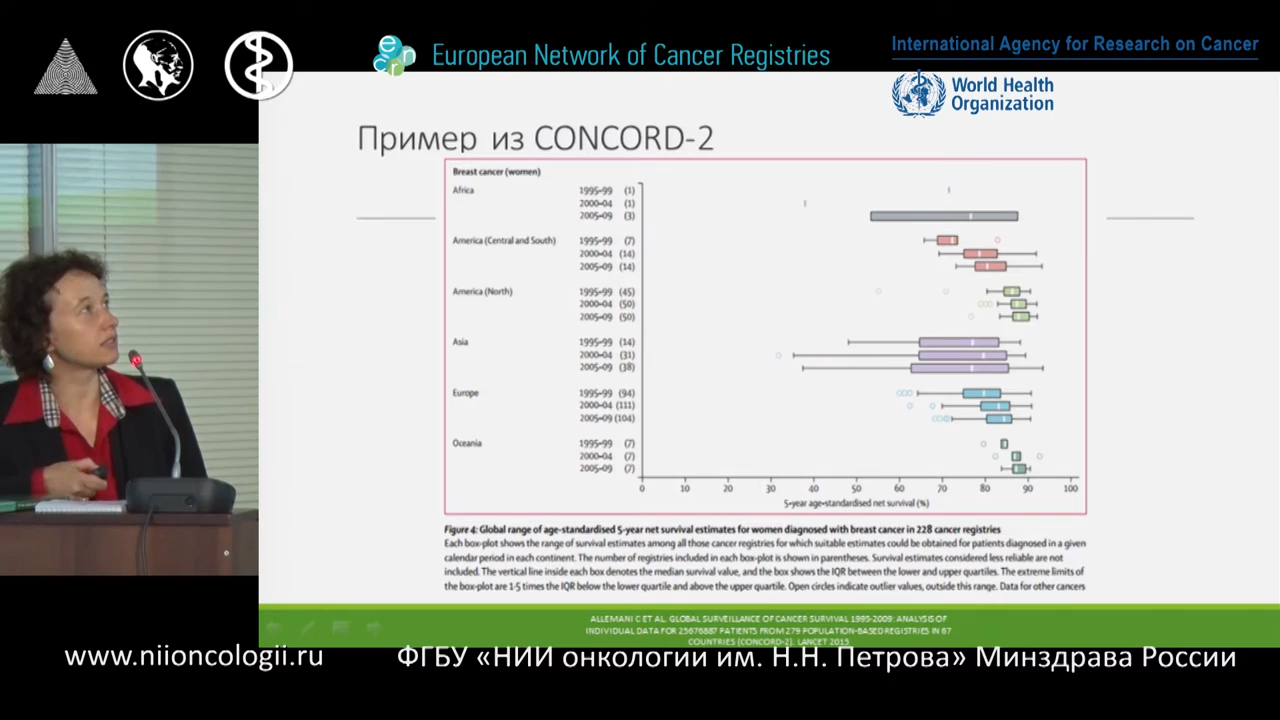 European Network of Cancer Registries
International Agency for Research on Cancer
World Health
Organization
Пример из CONCORD-2
Breast cancer (women)
Africa 1995–99 (1)
2000–04 (1)
2005–09 (3)
America (Central and South) 1995–99 (7)
2000–04 (14)
2005–09 (14)
America (North) 1995–99 (45)
2000–04 (50)
2005–09 (50)
Asia 1995–99 (14)
2000–04 (31)
2005–09 (38)
Europe 1995–99 (94)
2000–04 (111)
2005–09 (104)
Oceania 1995–99 (7)
2000–04 (7)
2005–09 (7)
0 10 20 30 40 50 60 70 80 90 100
5-year age-standardised net survival (%)
Figure 4: Global range of age-standardised 5-year net survival estimates for women diagnosed with breast cancer in 228 cancer registries
Each box-plot shows the range of survival estimates among all those cancer registries for which suitable estimates could be obtained for patients diagnosed in a given
calendar period in each continent. The number of registries included in each box-plot is shown in parentheses. Survival estimates considered less reliable are not
included. The vertical line inside each box denotes the median survival value, and the box shows the IQR between the lower and upper quartiles. The extreme limits of
the box-plot are 1·5 times the IQR below the lower quartile and above the upper quartile. Open circles indicate outlier values, outside this range. Data for other cancers
ALLEMANI C ET AL. GLOBAL SURVEILLANCE OF CANCER SURVIVAL 1995-2009: ANALYSIS OF
INDIVIDUAL DATA FOR 25676887 PATIENTS FROM 279 POPULATION-BASED REGISTRIES IN 67
COUNTRIES (CONCORD-2). LANCET 2015
www.niioncologii.ru
ФГБУ «НИИ онкологии им. Н.Н. Петрова» Минздрава России